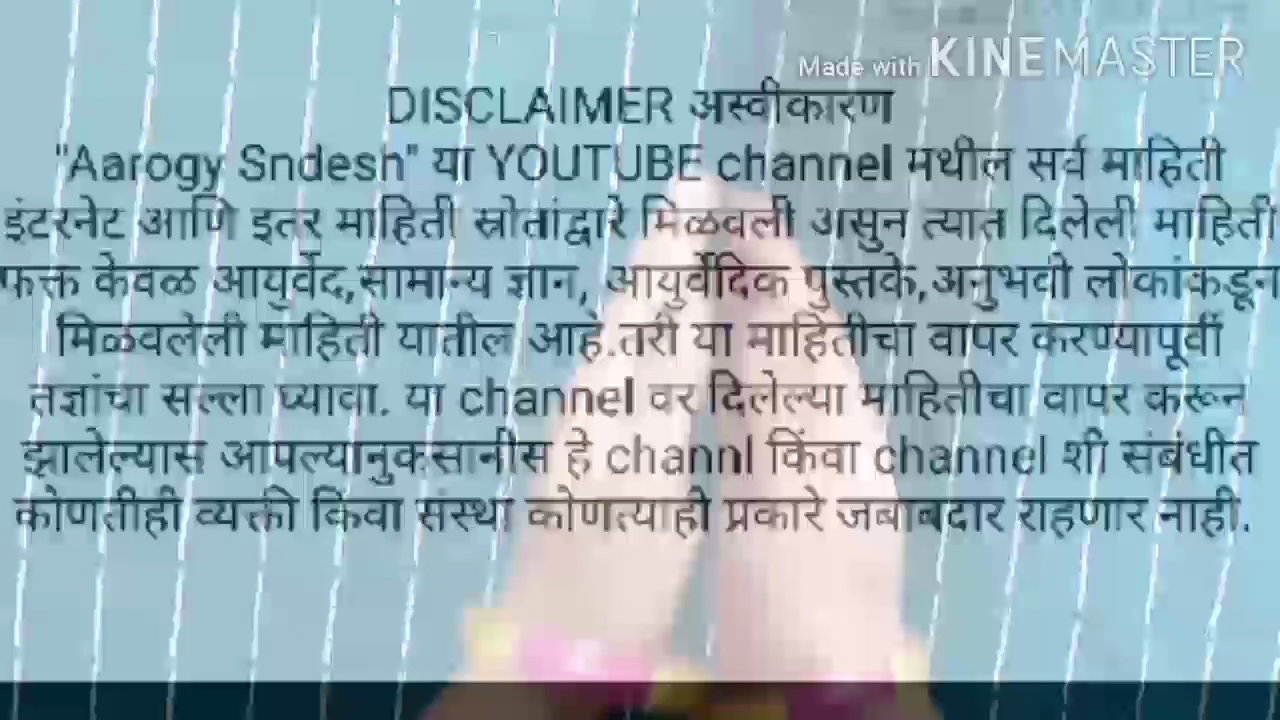 Made with KINEMASTER
DISCLAIMER अस्वीकारण
"Aarogy Sndesh" या YOUTUBE channel मधील सर्व माहिती
इंटरनेट आणि इतर माहिती स्रोतांद्वारे मिळवली असुन त्यात दिलेली माहिती
फक्त केवळ आयुर्वेद,सामान्य ज्ञान, आयुर्वेदिक पुस्तके,अनुभवी लोकांकडून
मिळवलेली माहिती यातील आहे.तरी या माहितीचा वापर करण्यापूर्वी
तज्ञांचा सल्ला घ्यावा. या channel वर दिलेल्या माहितीचा वापर करून
झालेल्यास आपल्यानुकसानीस हे channl किंवा channel शी संबंधीत
कोणतीही व्यक्ती किंवा संस्था कोणत्याही प्रकारे जबाबदार राहणार नाही.